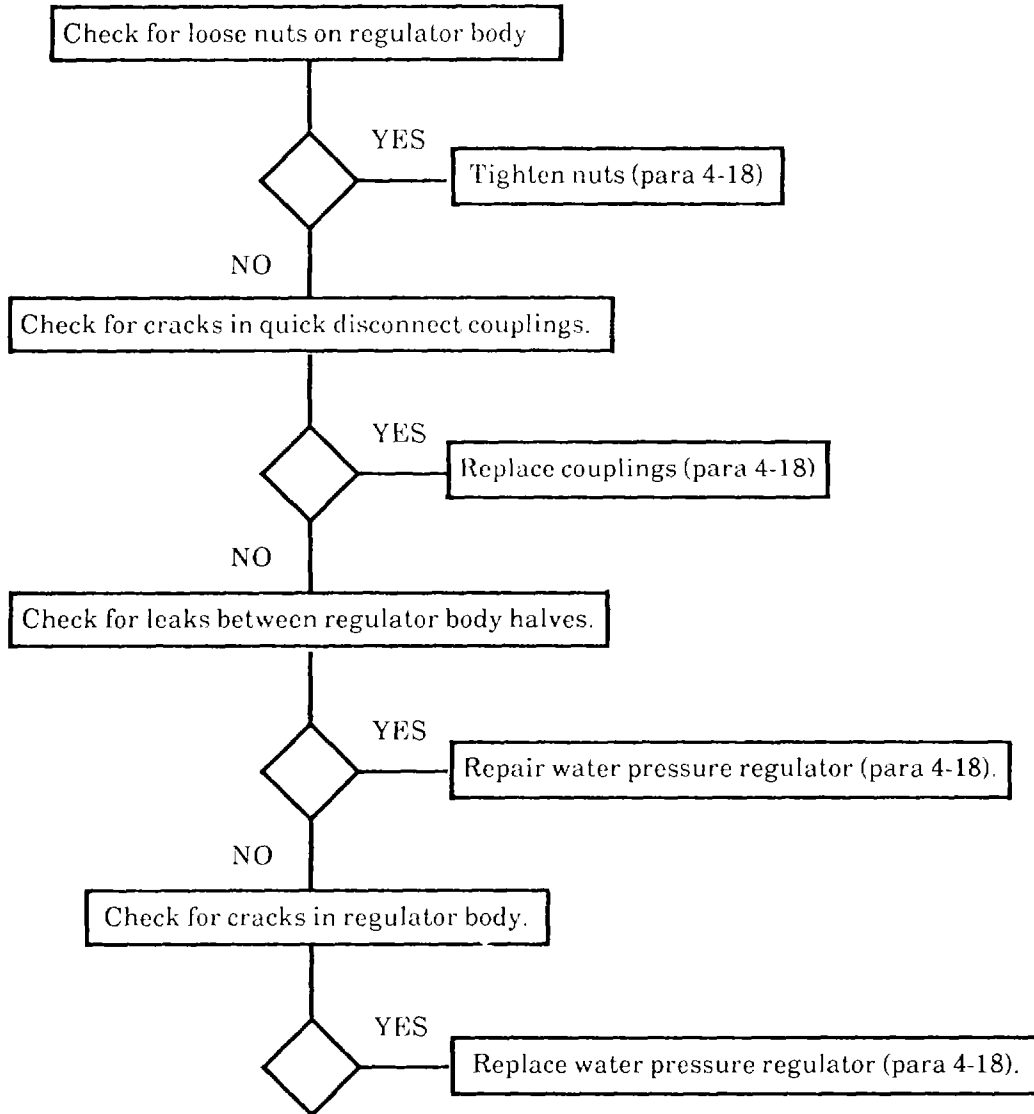 Check for loose nuts on regulator body
YES
Tighten nuts (para 4-18)
NO
Check for cracks in quick disconnect couplings.
YES
Replace couplings (para 4-18)
NO
Check for leaks between regulator body halves.
YES
Repair water pressure regulator (para 4-18).
NO
Check for cracks in regulator body.
YES
Replace water pressure regulator (para 4-18).